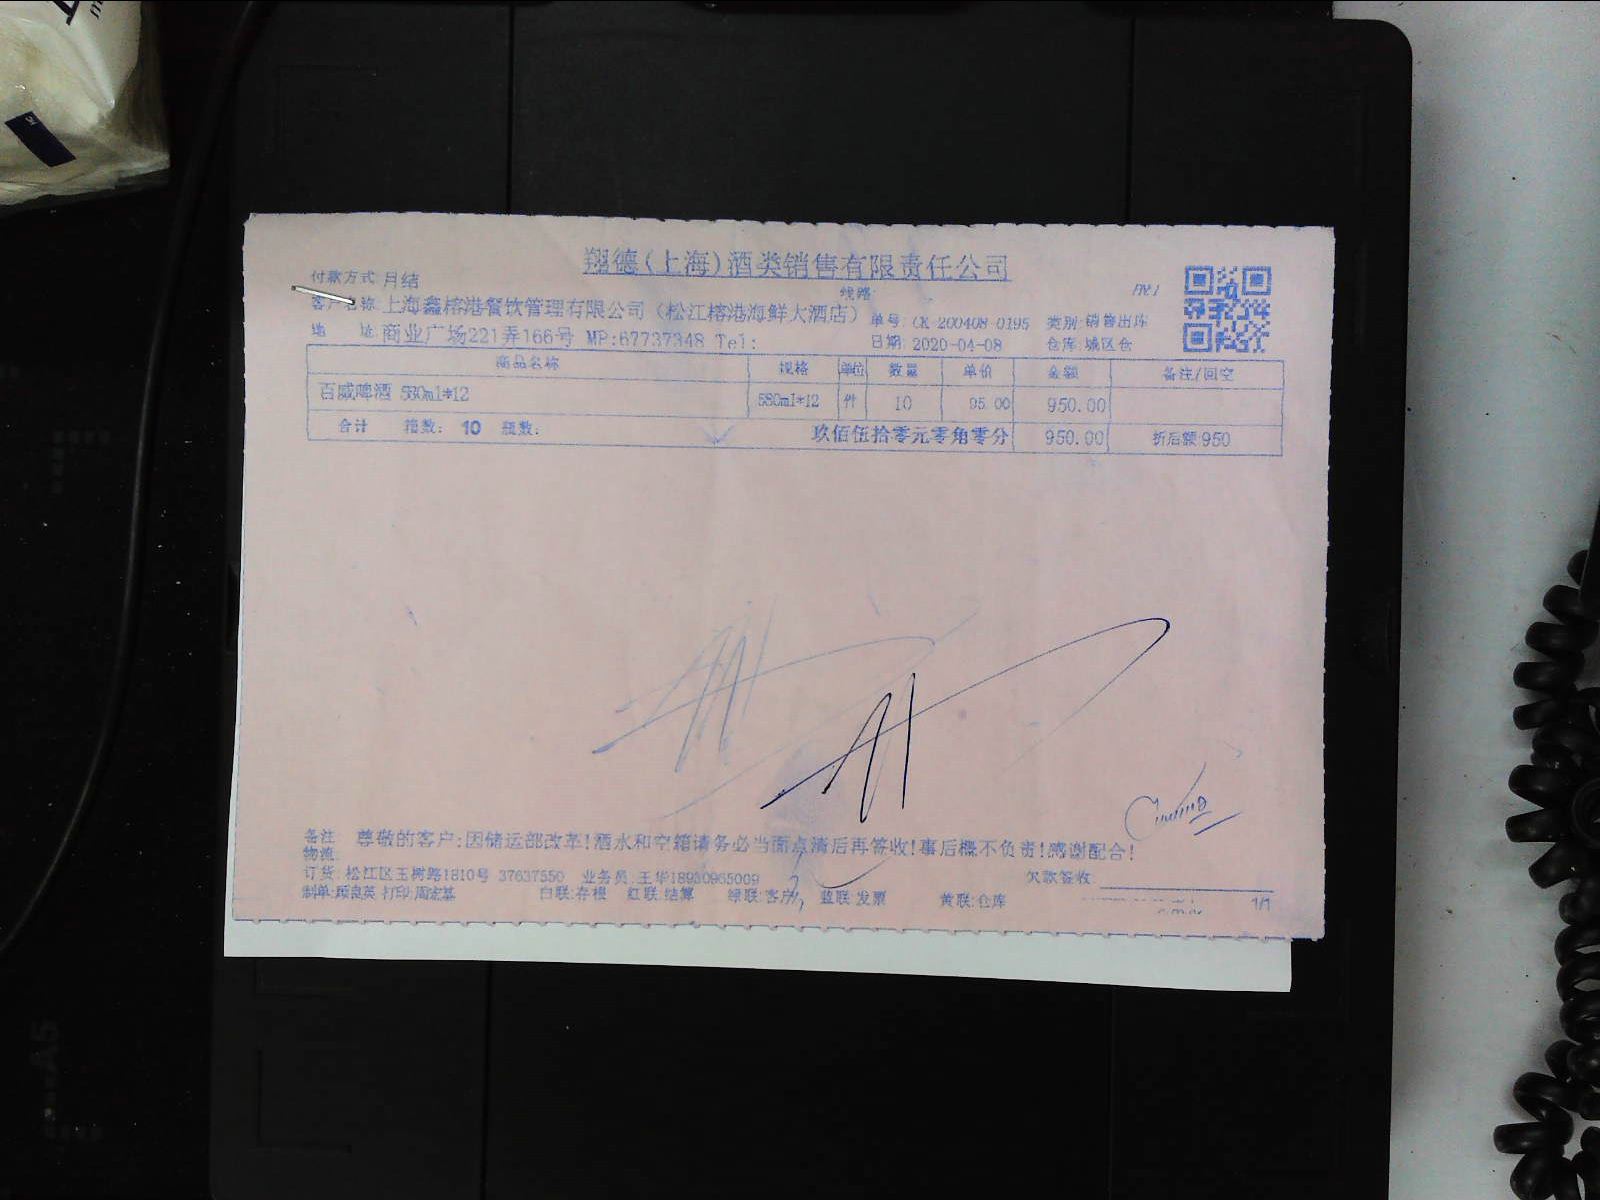 翔德(上海)酒类销售有限责任公司
付款方式 月结 线路:
客户名称 上海鑫榕港餐饮管理有限公司（松江榕港海鲜大酒店） 单号: CK-200408-0195 类别:销售出库
地 址 商业广场221弄166号 MP:67737348 Tel: 日期: 2020-04-08 仓库:城区仓
商品名称 规格 单位 数量 单价 金额 备注/回空
百威啤酒 580ml*12 580ml*12 件 10 95.00 950.00
合计 箱数: 10 瓶数: 玖佰伍拾零元零角零分 950.00 折后额:950
备注 尊敬的客户:因储运部改革!酒水和空箱请务必当面点清后再签收!事后概不负责!感谢配合!
物流:
订货:松江区玉树路1810号 37637550 业务员:王华18930965009 欠款签收:
制单:顾良英 打印:周宏基 白联:存根 红联:结算 绿联:客户 蓝联:发票 黄联:仓库 1/1